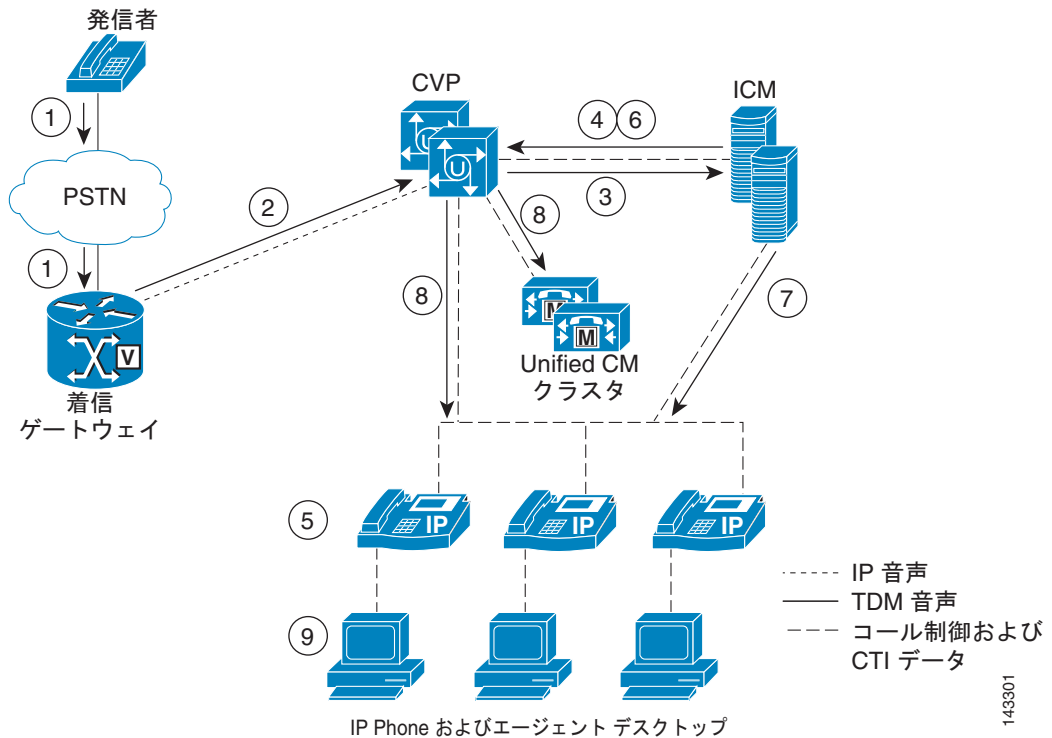 発信者
1
PSTN
1
着信
ゲートウェイ
V
2
CVP
U
U
ICM
4 6
3
8
8
7
M
M
Unified CM
クラスタ
5
IP
IP
IP
9
IP 音声
TDM 音声
コール制御および
CTI データ
IP Phone およびエージェント デスクトップ
143301